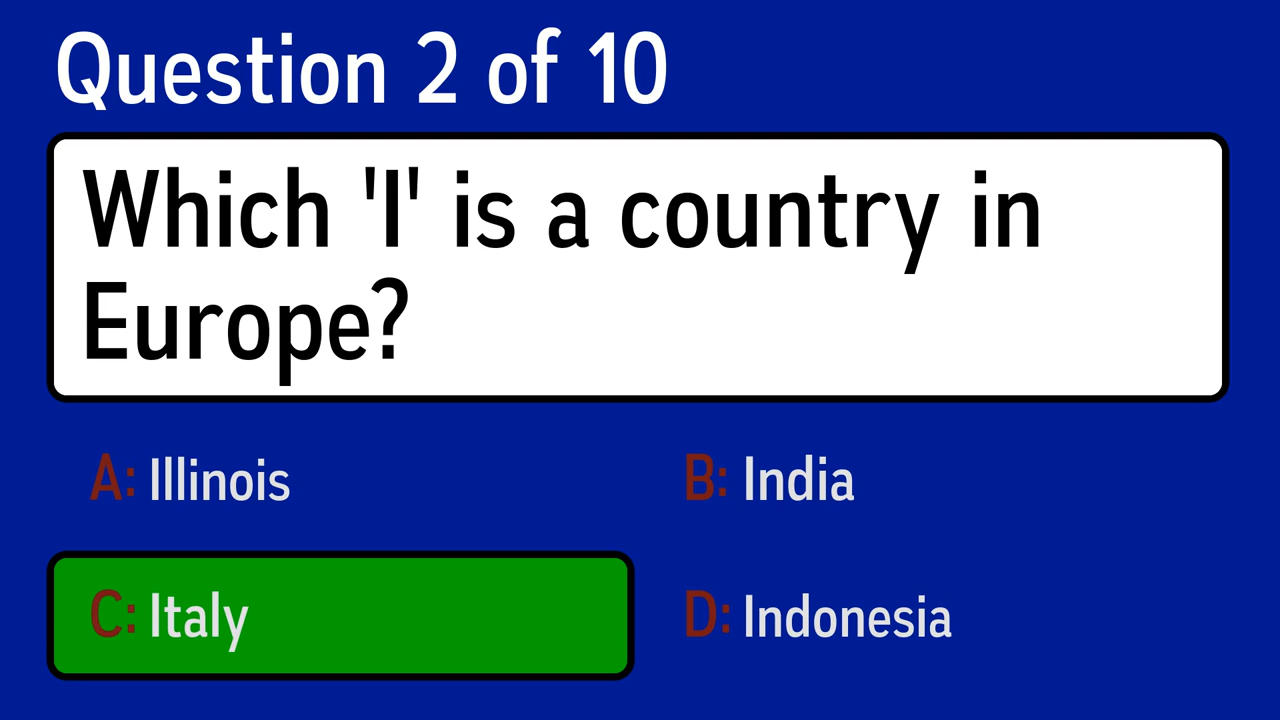 Question 2 of 10
Which 'I' is a country in
Europe?
A: Illinois
B: India
C: Italy
D: Indonesia